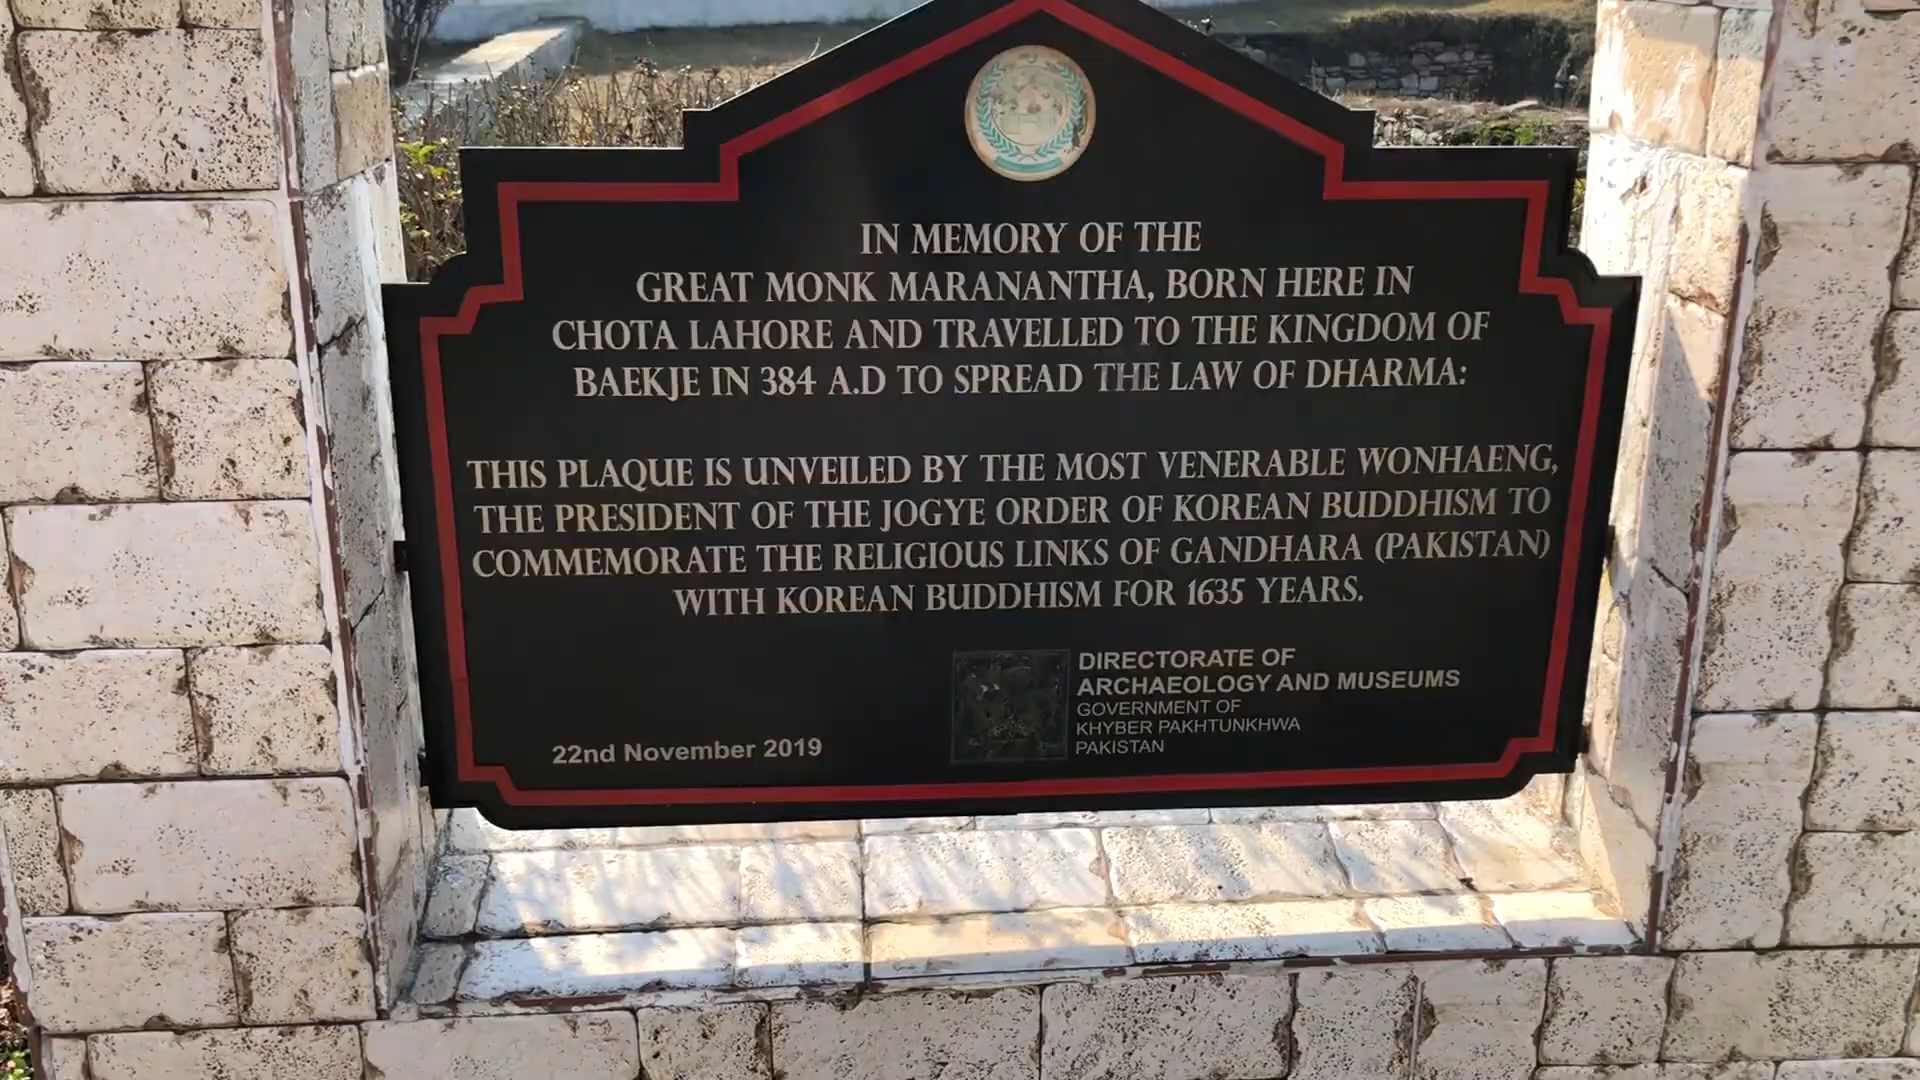 IN MEMORY OF THE
GREAT MONK MARANANTHA, BORN HERE IN
CHOTA LAHORE AND TRAVELLED TO THE KINGDOM OF
BAEKJE IN 384 A.D TO SPREAD THE LAW OF DHARMA:
THIS PLAQUE IS UNVEILED BY THE MOST VENERABLE WONHAENG,
THE PRESIDENT OF THE JOGYE ORDER OF KOREAN BUDDHISM TO
COMMEMORATE THE RELIGIOUS LINKS OF GANDHARA (PAKISTAN)
WITH KOREAN BUDDHISM FOR 1635 YEARS.
DIRECTORATE OF
ARCHAEOLOGY AND MUSEUMS
GOVERNMENT OF
KHYBER PAKHTUNKHWA
PAKISTAN
22nd November 2019